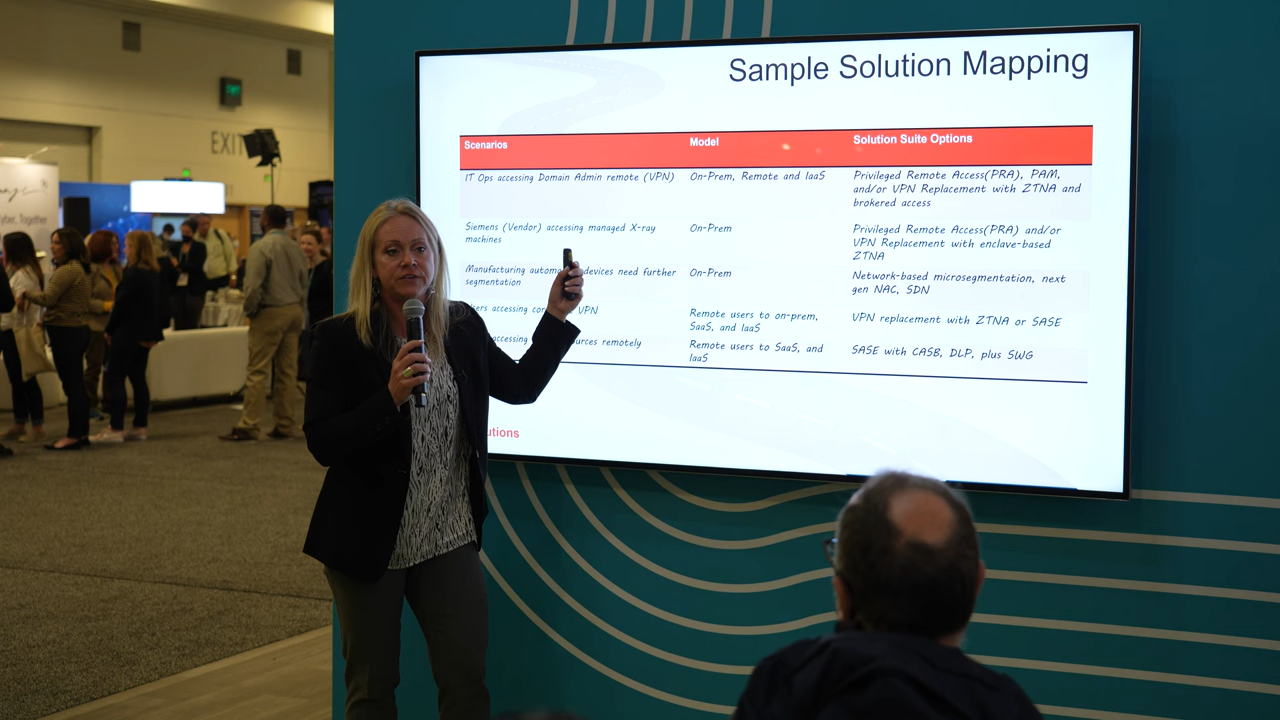 Sample Solution Mapping
Scenarios Model Solution Suite Options
IT Ops accessing Domain Admin remote (VPN) On-Prem, Remote and IaaS Privileged Remote Access(PRA), PAM,
and/or VPN Replacement with ZTNA and
brokered access
Siemens (Vendor) accessing managed X-ray On-Prem Privileged Remote Access(PRA) and/or
machines VPN Replacement with enclave-based
ZTNA
Manufacturing devices need further On-Prem Network-based microsegmentation, next
segmentation gen NAC, SDN
accessing VPN Remote users to on-prem, VPN replacement with ZTNA or SASE
SaaS, and IaaS
remotely Remote users to SaaS, and SASE with CASB, DLP, plus SWG
IaaS
EXIT
Together